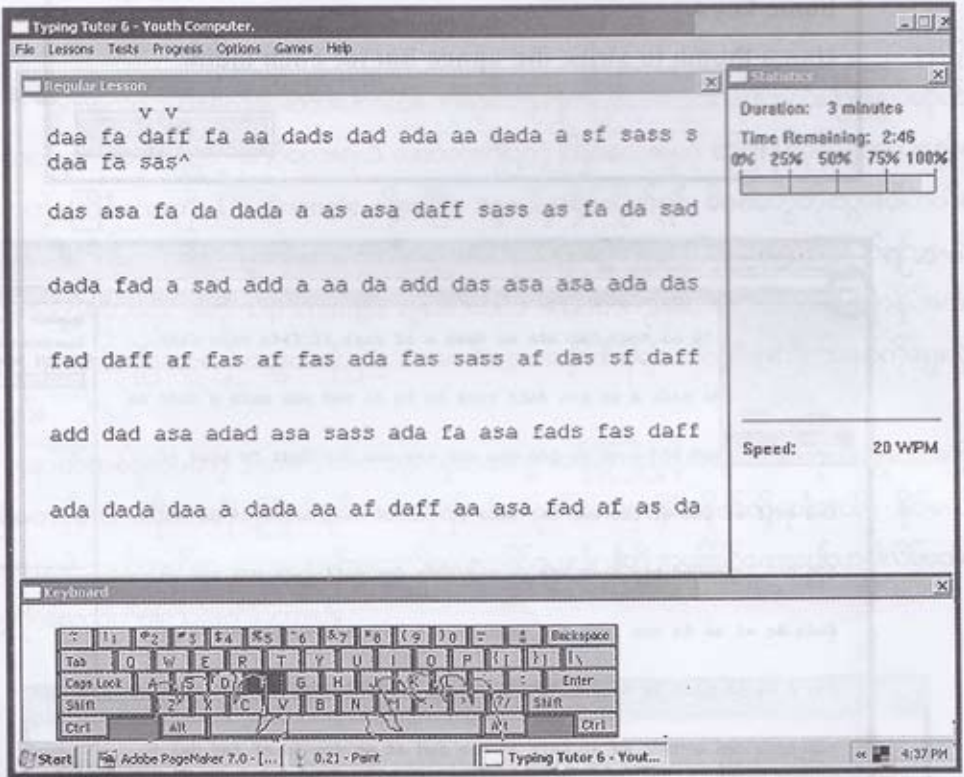 Typing Tutor 6 - Youth Computer.
File Lessons Tests Progress Options Games Help
Regular Lesson
v v
daa fa daff fa aa dads dad ada aa dada a sf sass s
daa fa sas^
das asa fa da dada a as asa daff sass as fa da sad
dada fad a sad add a aa da add das asa asa ada das
fad daff af fas af fas ada fas sass af das sf daff
add dad asa adad asa sass ada fa asa fads fas daff
ada dada daa a dada aa af daff aa asa fad af as da
Statistics
Duration: 3 minutes
Time Remaining: 2:46
0% 25% 50% 75% 100%
Speed: 20 WPM
Keyboard
Backspace
Tab Q W E R T Y U I O P
Caps Lock A S D G H J K L Enter
Shift Z X C V B N M Shift
Ctrl Alt Alt Ctrl
Start Adobe PageMaker 7.0 - [... 0.21 - Paint Typing Tutor 6 - Yout... 4:37 PM